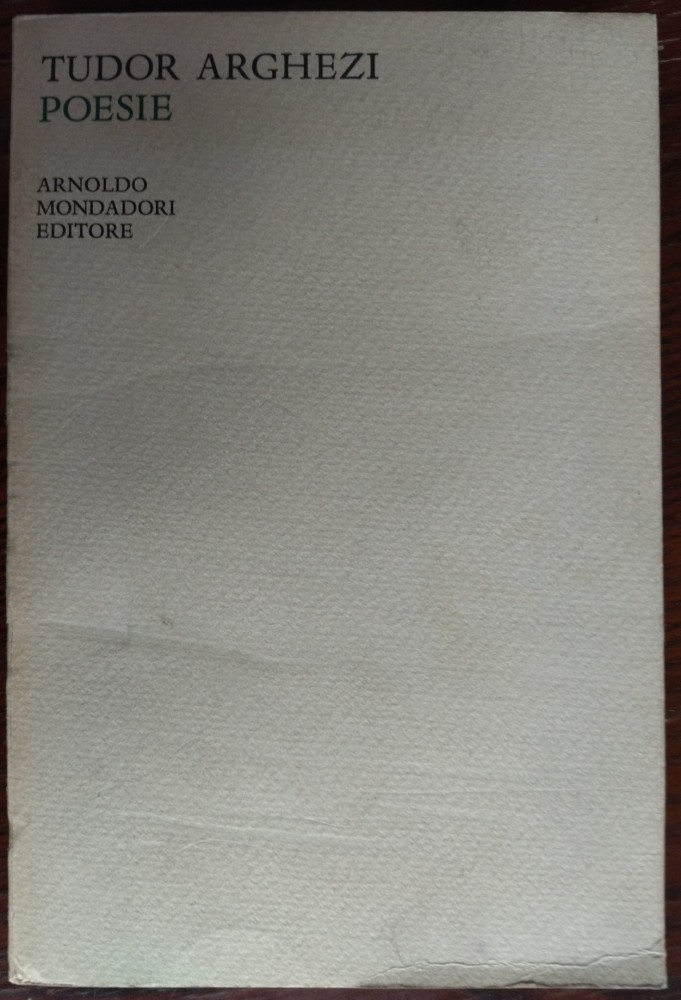 TUDOR ARGHEZI
POESIE
ARNOLDO
MONDADORI
EDITORE